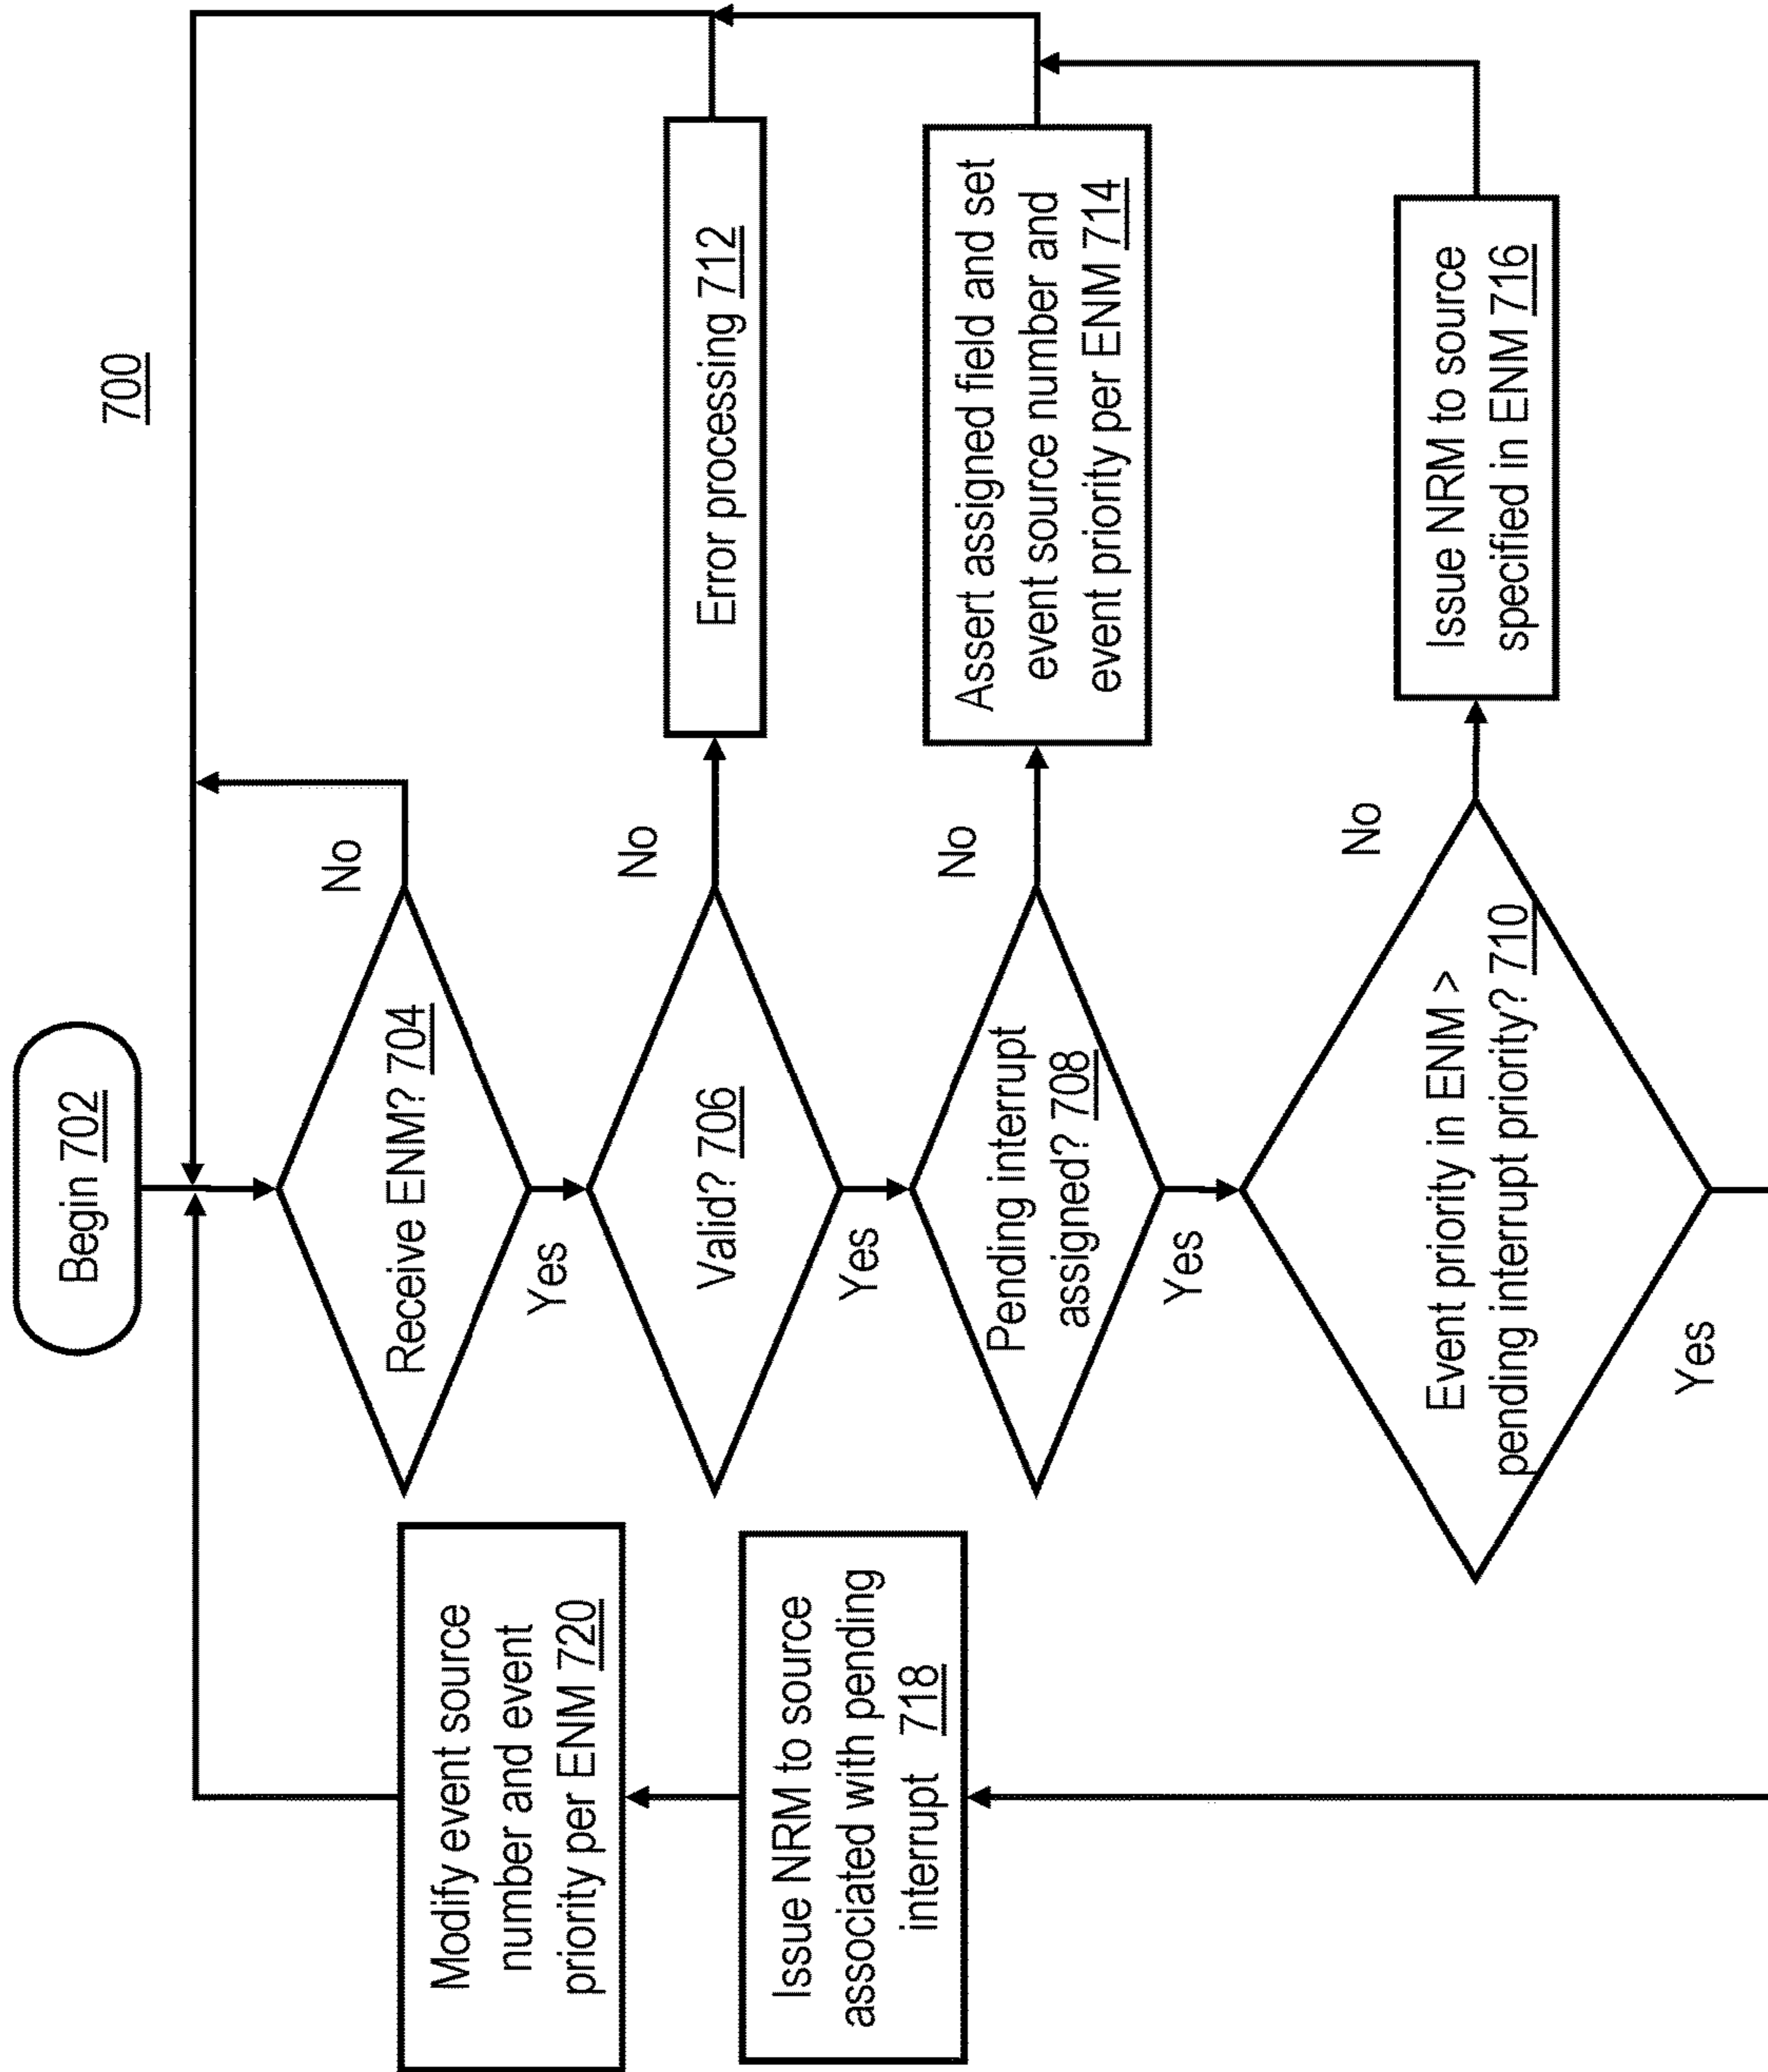 700
Begin 702
Receive ENM? 704
No
Yes
Valid? 706
No
Yes
Error processing 712
Pending interrupt
assigned? 708
No
Yes
Assert assigned field and set
event source number and
event priority per ENM 714
Event priority in ENM >
pending interrupt priority? 710
No
Yes
Issue NRM to source
specified in ENM 716
Issue NRM to source
associated with pending
interrupt 718
Modify event source
number and event
priority per ENM 720